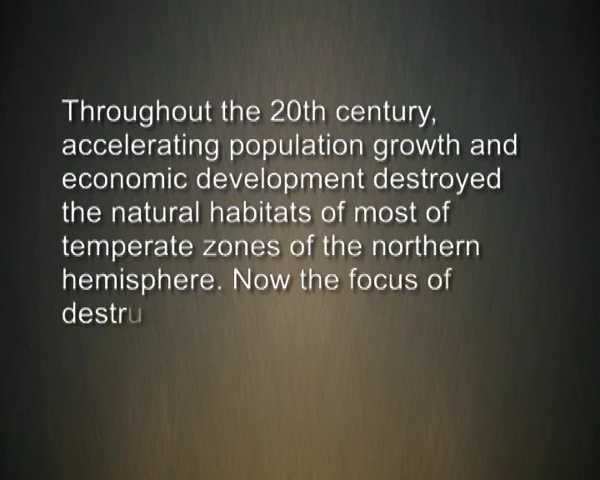 Throughout the 20th century,
accelerating population growth and
economic development destroyed
the natural habitats of most of
temperate zones of the northern
hemisphere. Now the focus of
destru